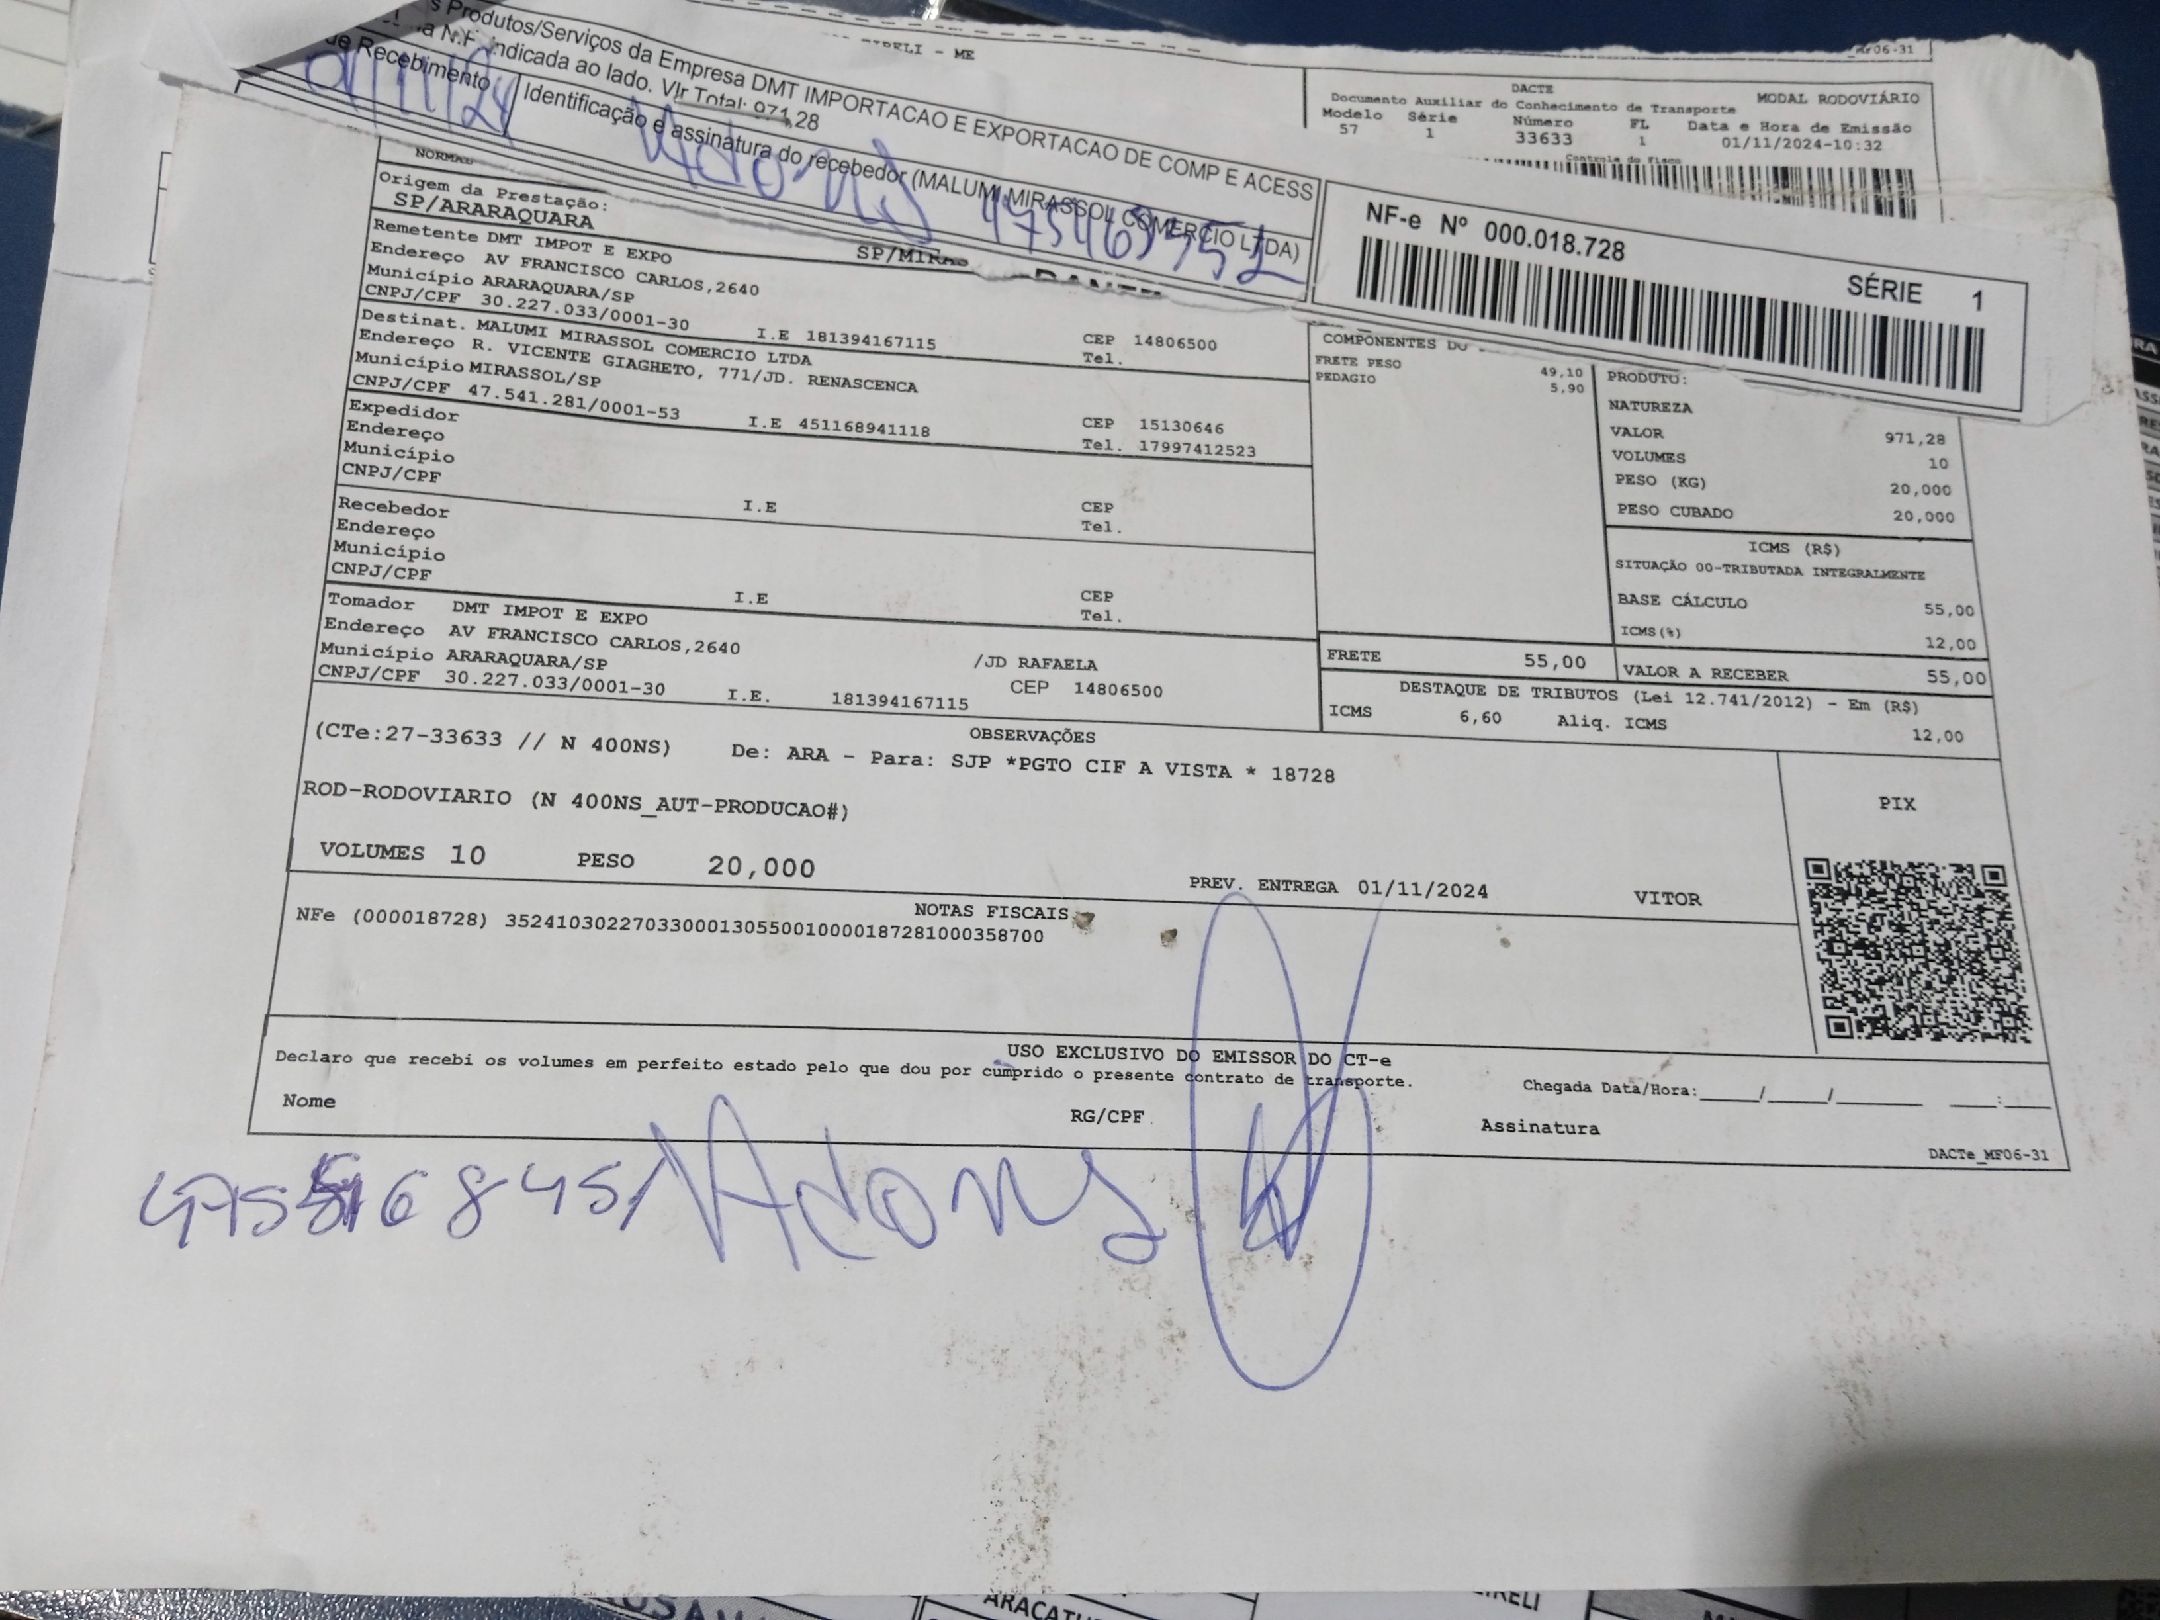 s Produtos/Serviços da Empresa DMT IMPORTACAO E EXPORTACAO DE COMP E ACESS
a N.F. indicada ao lado. Vlr Total: 971,28
de Recebimento
Identificação e assinatura do recebedor (MALUMI MIRASSOL COMERCIO LTDA)
Adons
NF-e Nº 000.018.728
SÉRIE 1
EIRELI - ME
DACTE
MODAL RODOVIÁRIO
Documento Auxiliar do Conhecimento de Transporte
Modelo Série Número FL Data e Hora de Emissão
57 1 33633 1 01/11/2024-10:32
Controle do Fisco
NORMAL
Origem da Prestação:
SP/ARARAQUARA
Remetente DMT IMPOT E EXPO
Endereço AV FRANCISCO CARLOS,2640
Município ARARAQUARA/SP CEP 14806500
CNPJ/CPF 30.227.033/0001-30 I.E 181394167115 Tel.
Destinat. MALUMI MIRASSOL COMERCIO LTDA
Endereço R. VICENTE GIAGHETO, 771/JD. RENASCENCA
Município MIRASSOL/SP CEP 15130646
CNPJ/CPF 47.541.281/0001-53 I.E 451168941118 Tel. 17997412523
Expedidor
Endereço
Município CEP
CNPJ/CPF I.E Tel.
Recebedor
Endereço
Município CEP
CNPJ/CPF I.E Tel.
Tomador DMT IMPOT E EXPO
Endereço AV FRANCISCO CARLOS,2640 /JD RAFAELA
Município ARARAQUARA/SP CEP 14806500
CNPJ/CPF 30.227.033/0001-30 I.E. 181394167115
COMPONENTES DO
FRETE PESO 49,10
PEDAGIO 5,90
PRODUTO:
NATUREZA
VALOR 971,28
VOLUMES 10
PESO (KG) 20,000
PESO CUBADO 20,000
ICMS (R$)
SITUAÇÃO 00-TRIBUTADA INTEGRALMENTE
BASE CÁLCULO 55,00
ICMS(%) 12,00
FRETE 55,00 VALOR A RECEBER 55,00
DESTAQUE DE TRIBUTOS (Lei 12.741/2012) - Em (R$)
ICMS 6,60 Aliq. ICMS 12,00
OBSERVAÇÕES
(CTe:27-33633 // N 400NS) De: ARA - Para: SJP *PGTO CIF A VISTA * 18728
ROD-RODOVIARIO (N 400NS_AUT-PRODUCAO#)
PIX
VOLUMES 10 PESO 20,000
PREV. ENTREGA 01/11/2024 VITOR
NOTAS FISCAIS
NFe (000018728) 35241030227033000130550010000187281000358700
USO EXCLUSIVO DO EMISSOR DO CT-e
Declaro que recebi os volumes em perfeito estado pelo que dou por cumprido o presente contrato de transporte.
Chegada Data/Hora:_____/_____/________ ____:____
Nome RG/CPF Assinatura
DACTe_MF06-31
Adons